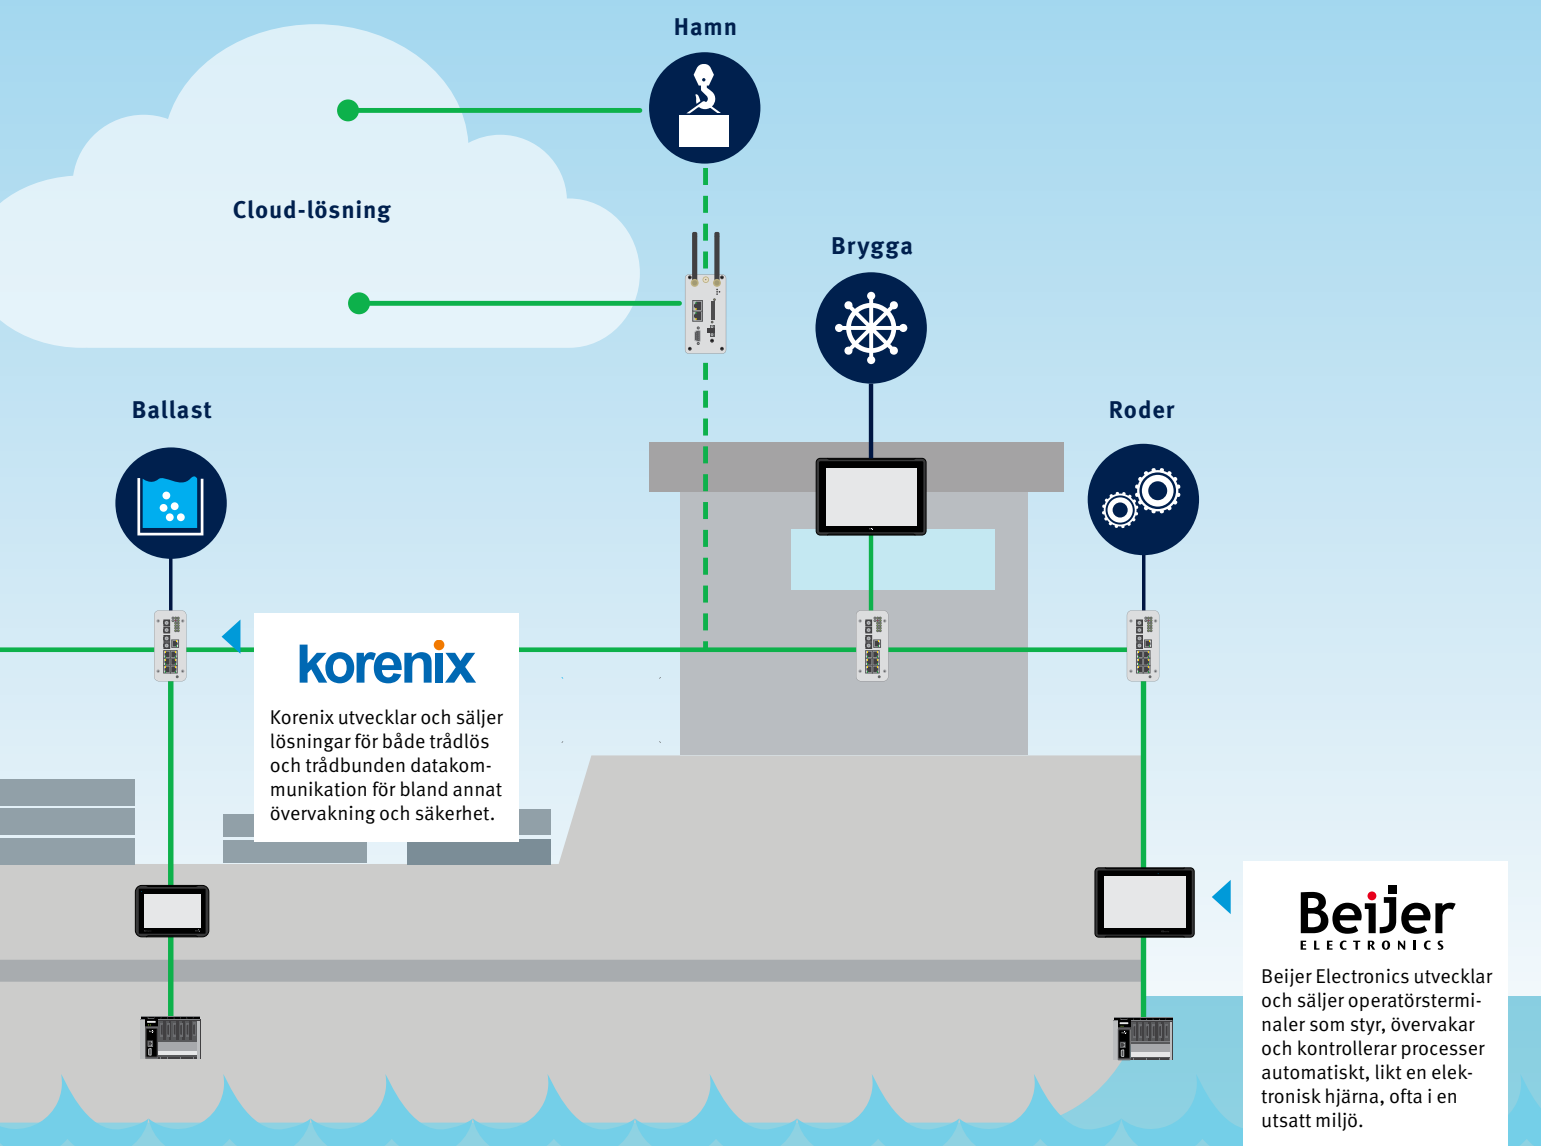 Hamn
Cloud-lösning
Brygga
Ballast
Roder
korenix
Korenix utvecklar och säljer
lösningar för både trådlös
och trådbunden datakom-
munikation för bland annat
övervakning och säkerhet.
Beijer
ELECTRONICS
Beijer Electronics utvecklar
och säljer operatörstermi-
naler som styr, övervakar
och kontrollerar processer
automatiskt, likt en elek-
tronisk hjärna, ofta i en
utsatt miljö.